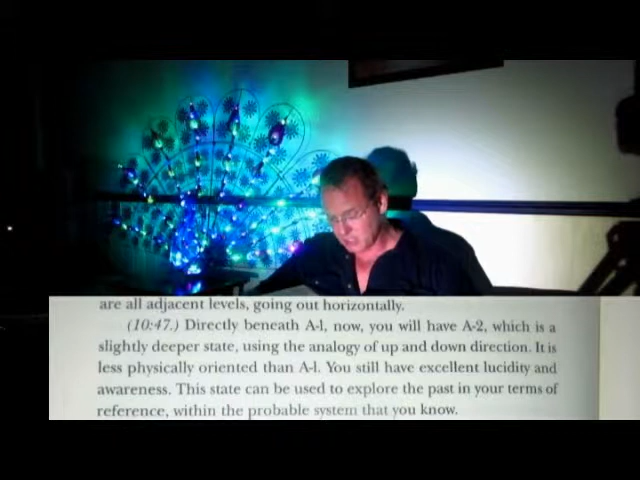 are all adjacent levels, going out horizontally.
(10:47.) Directly beneath A-1, now, you will have A-2, which is a
slightly deeper state, using the analogy of up and down direction. It is
less physically oriented than A-1. You still have excellent lucidity and
awareness. This state can be used to explore the past in your terms of
reference, within the probable system that you know.